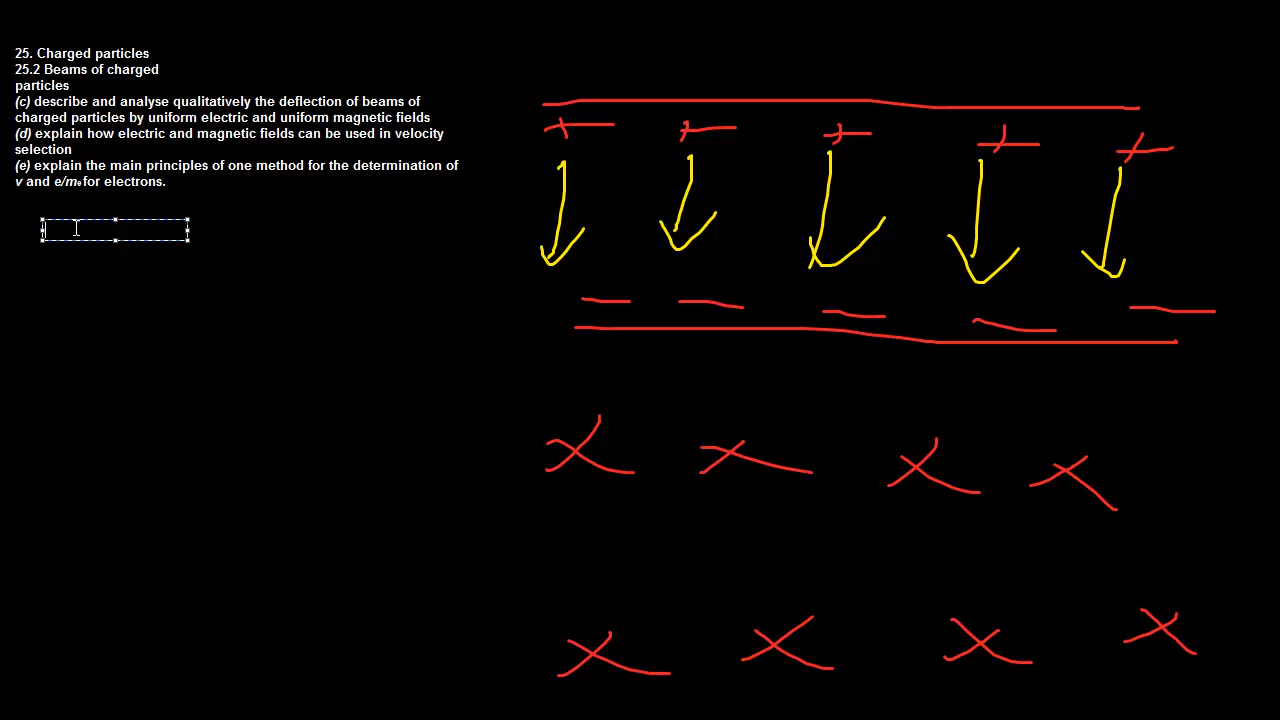 25. Charged particles
25.2 Beams of charged
particles
(c) describe and analyse qualitatively the deflection of beams of
charged particles by uniform electric and uniform magnetic fields
(d) explain how electric and magnetic fields can be used in velocity
selection
(e) explain the main principles of one method for the determination of
v and e/me for electrons.
+ + + + +
— — — — —
x x x x
x x x x